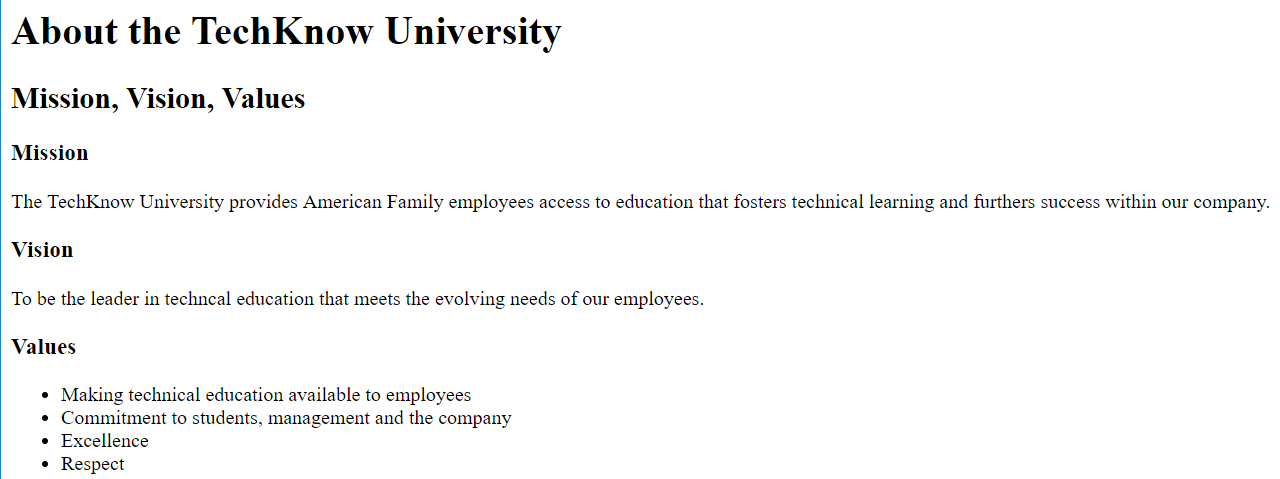 About the TechKnow University
Mission, Vision, Values
Mission
The TechKnow University provides American Family employees access to education that fosters technical learning and furthers success within our company.
Vision
To be the leader in techncal education that meets the evolving needs of our employees.
Values
• Making technical education available to employees
• Commitment to students, management and the company
• Excellence
• Respect